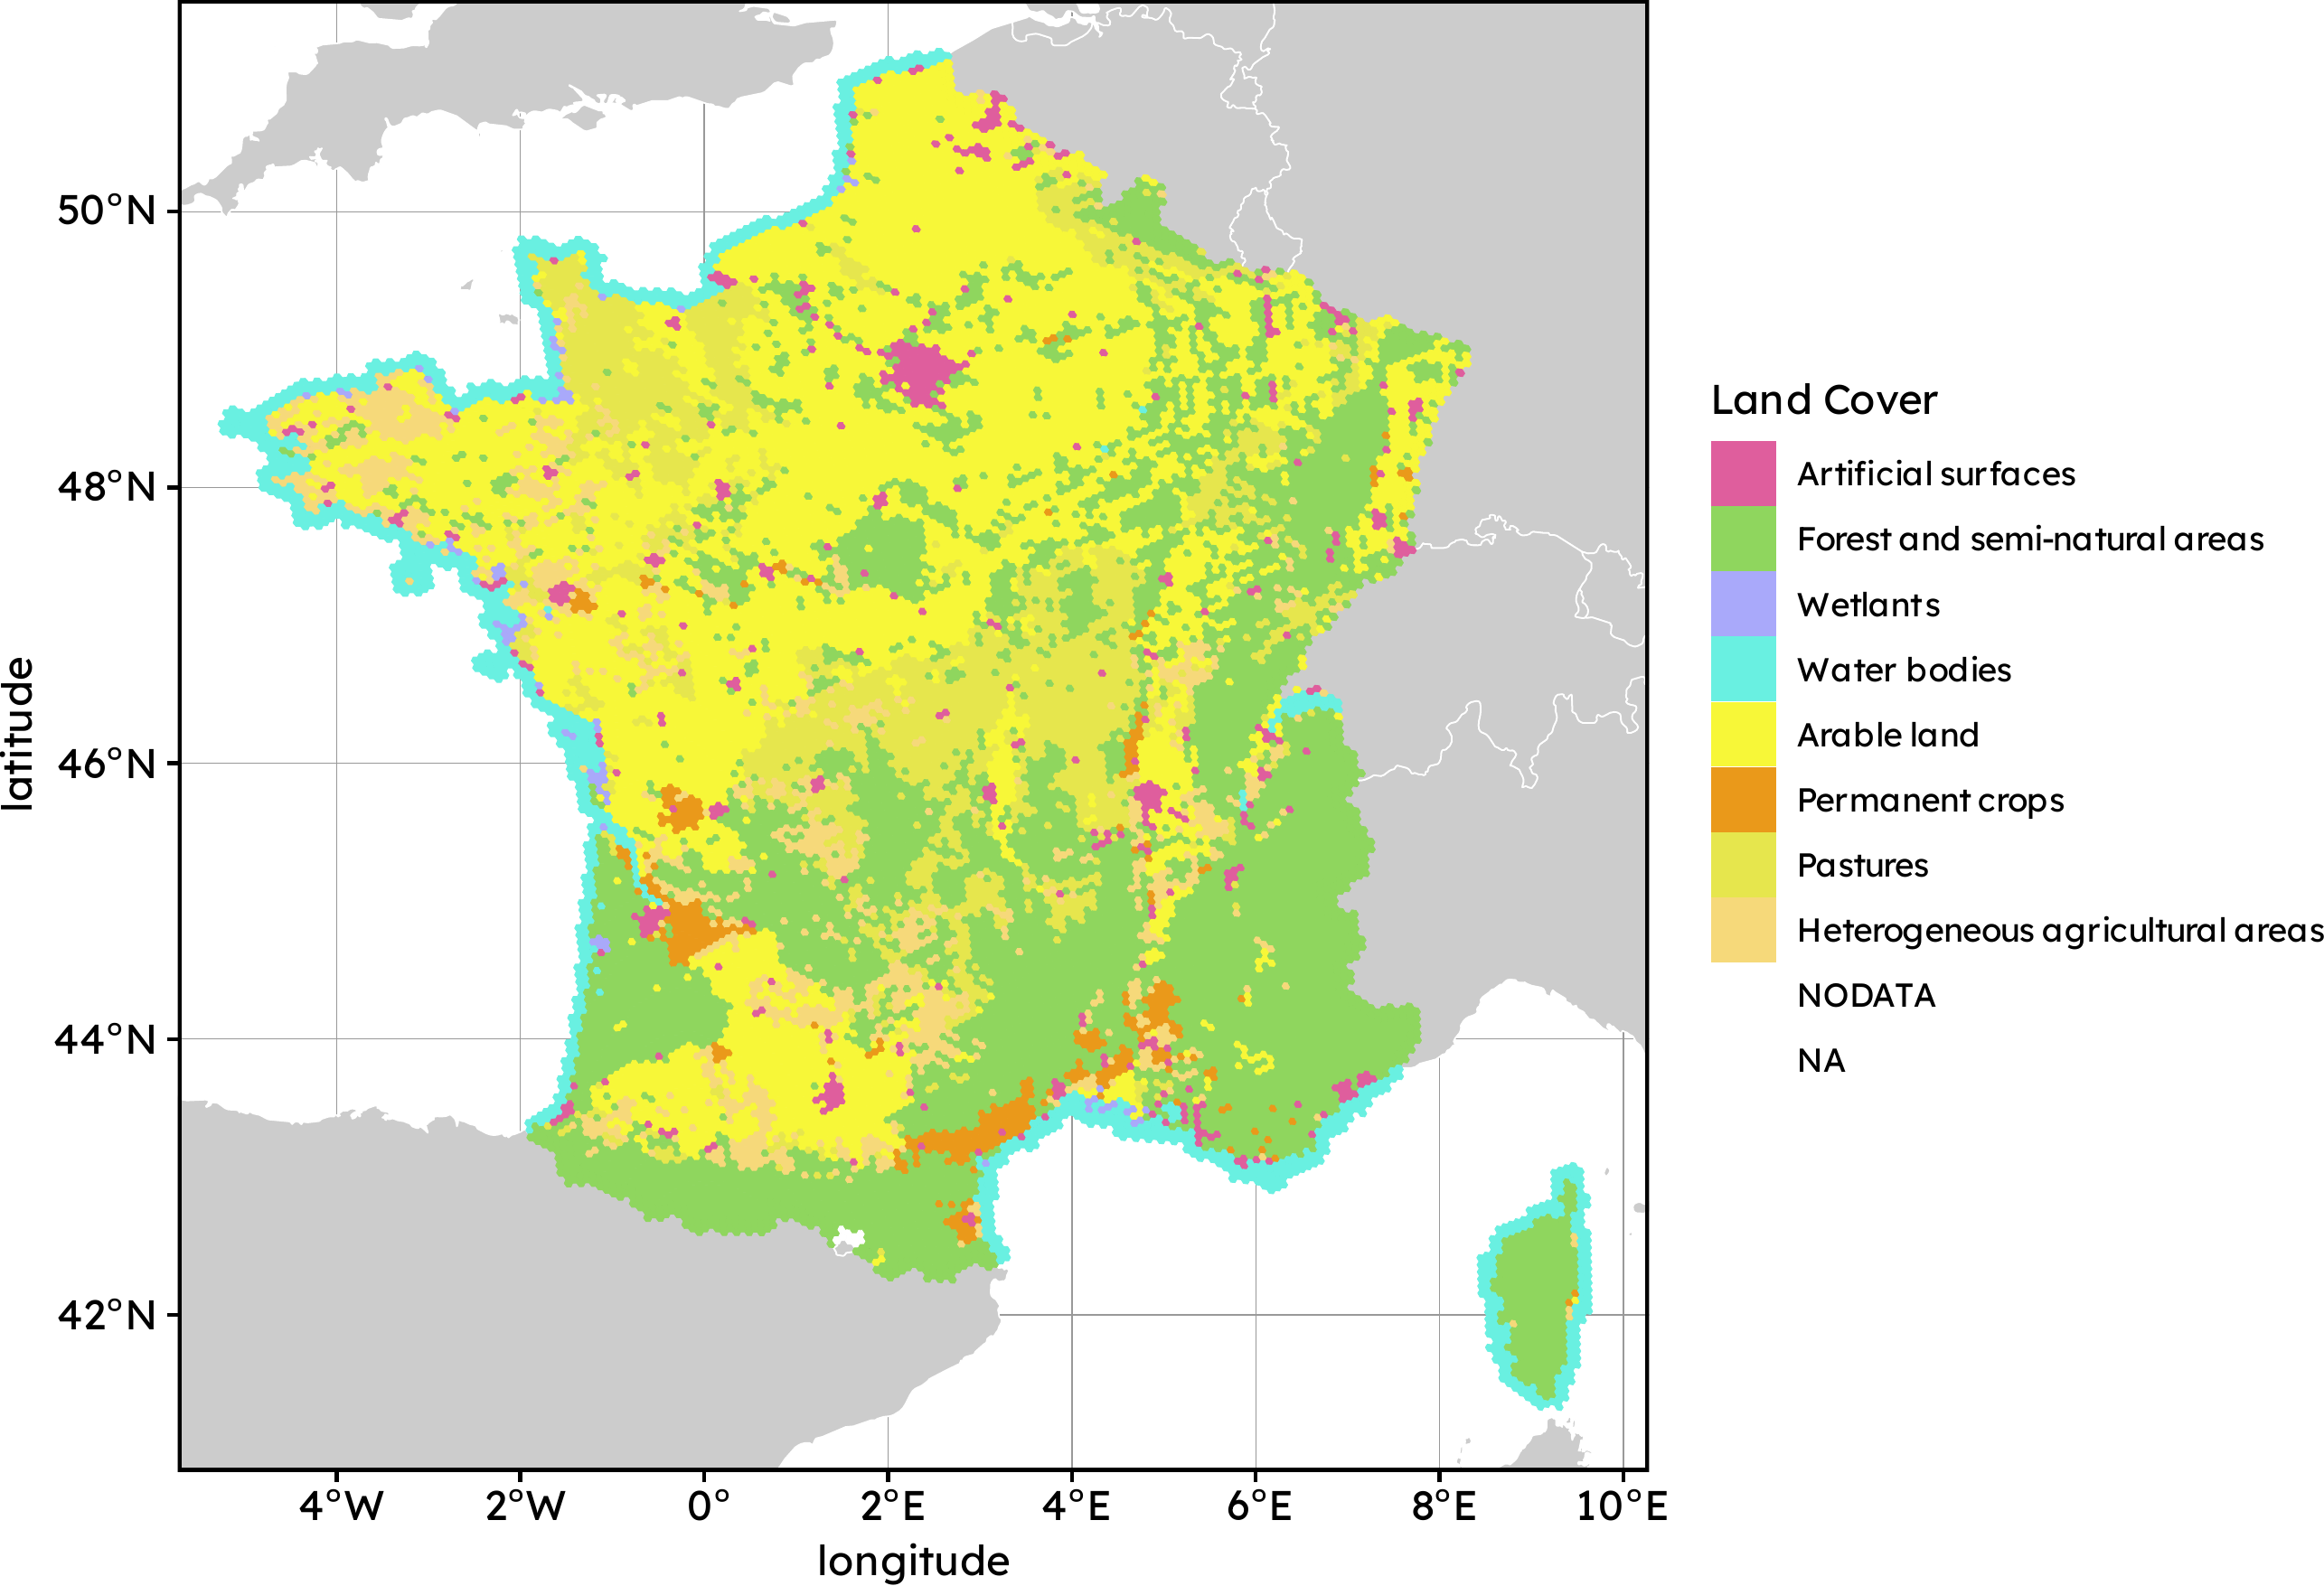 50°N
48°N
46°N
44°N
42°N
latitude
4°W
2°W
0°
2°E
4°E
6°E
8°E
10°E
longitude
Land Cover
Artificial surfaces
Forest and semi-natural areas
Wetlants
Water bodies
Arable land
Permanent crops
Pastures
Heterogeneous agricultural areas
NODATA
NA